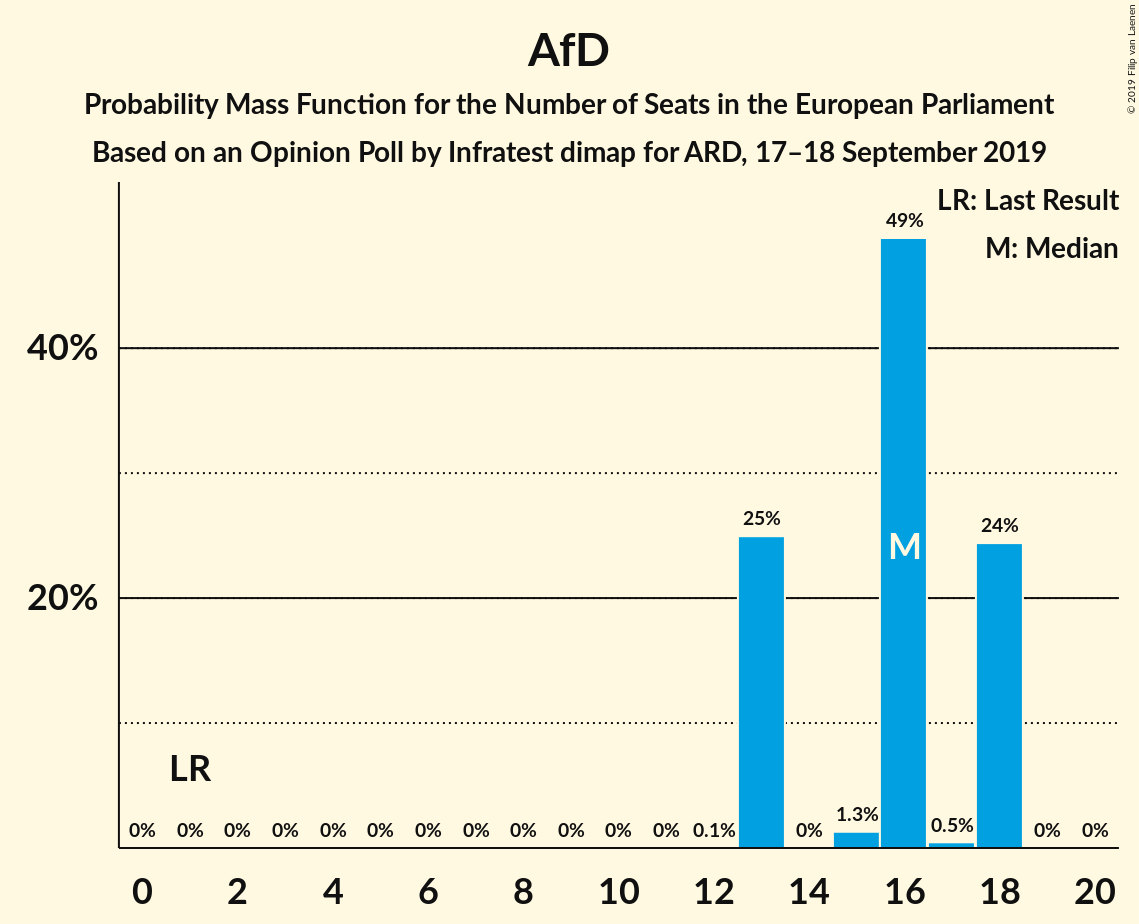 AfD
Probability Mass Function for the Number of Seats in the European Parliament
Based on an Opinion Poll by Infratest dimap for ARD, 17–18 September 2019
© 2019 Filip van Laenen
LR: Last Result
M: Median
49%
40%
25%
24%
M
20%
LR
0% 0% 0% 0% 0% 0% 0% 0% 0% 0% 0% 0% 0.1% 0% 1.3% 0.5% 0% 0%
0 2 4 6 8 10 12 14 16 18 20